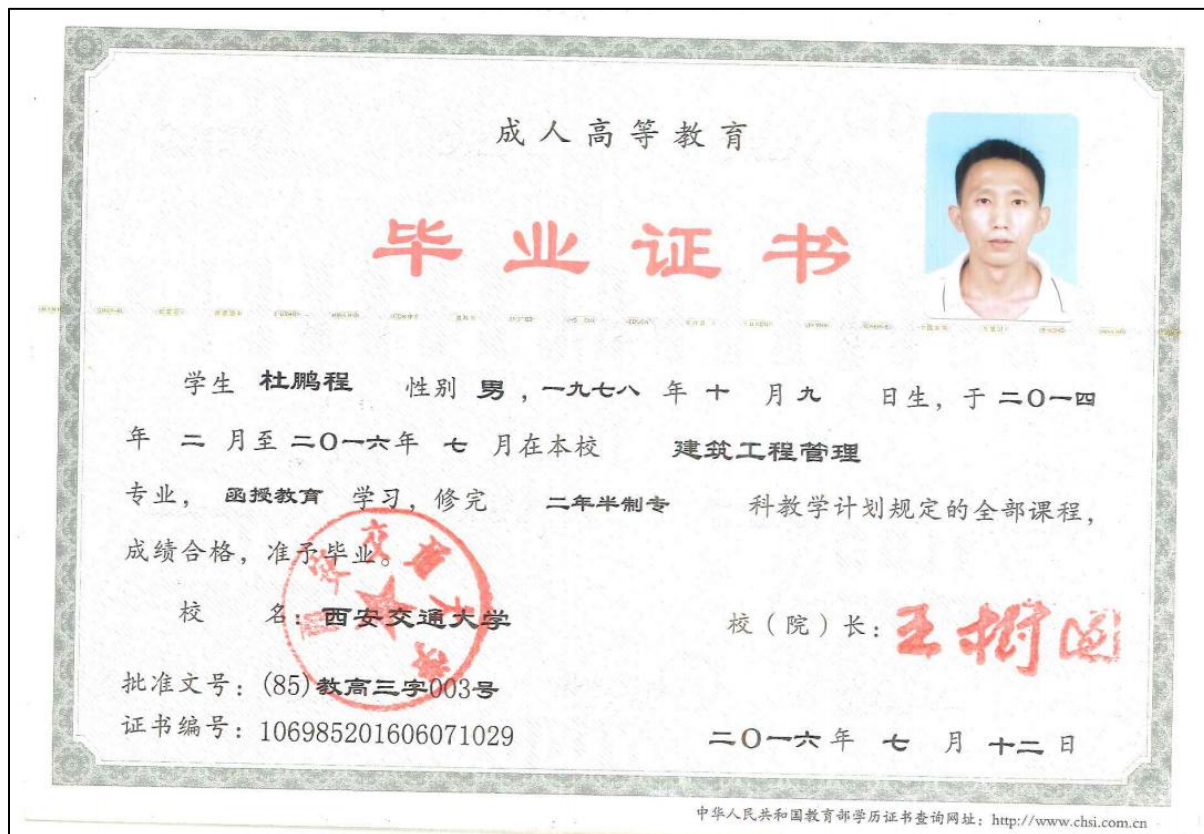 成人高等教育
毕业证书
学生 杜鹏程 性别 男，一九七八 年 十 月 九 日生，于 二〇一四
年 二 月至 二〇一六年 七 月在本校 建筑工程管理
专业， 函授教育 学习，修完 二年半制专 科教学计划规定的全部课程，
成绩合格，准予毕业。
校 名：西安交通大学
校（院）长：王树国
批准文号：(85)教高三字003号
证书编号：106985201606071029
二〇一六年 七 月 十二 日
中华人民共和国教育部学历证书查询网址：http://www.chsi.com.cn